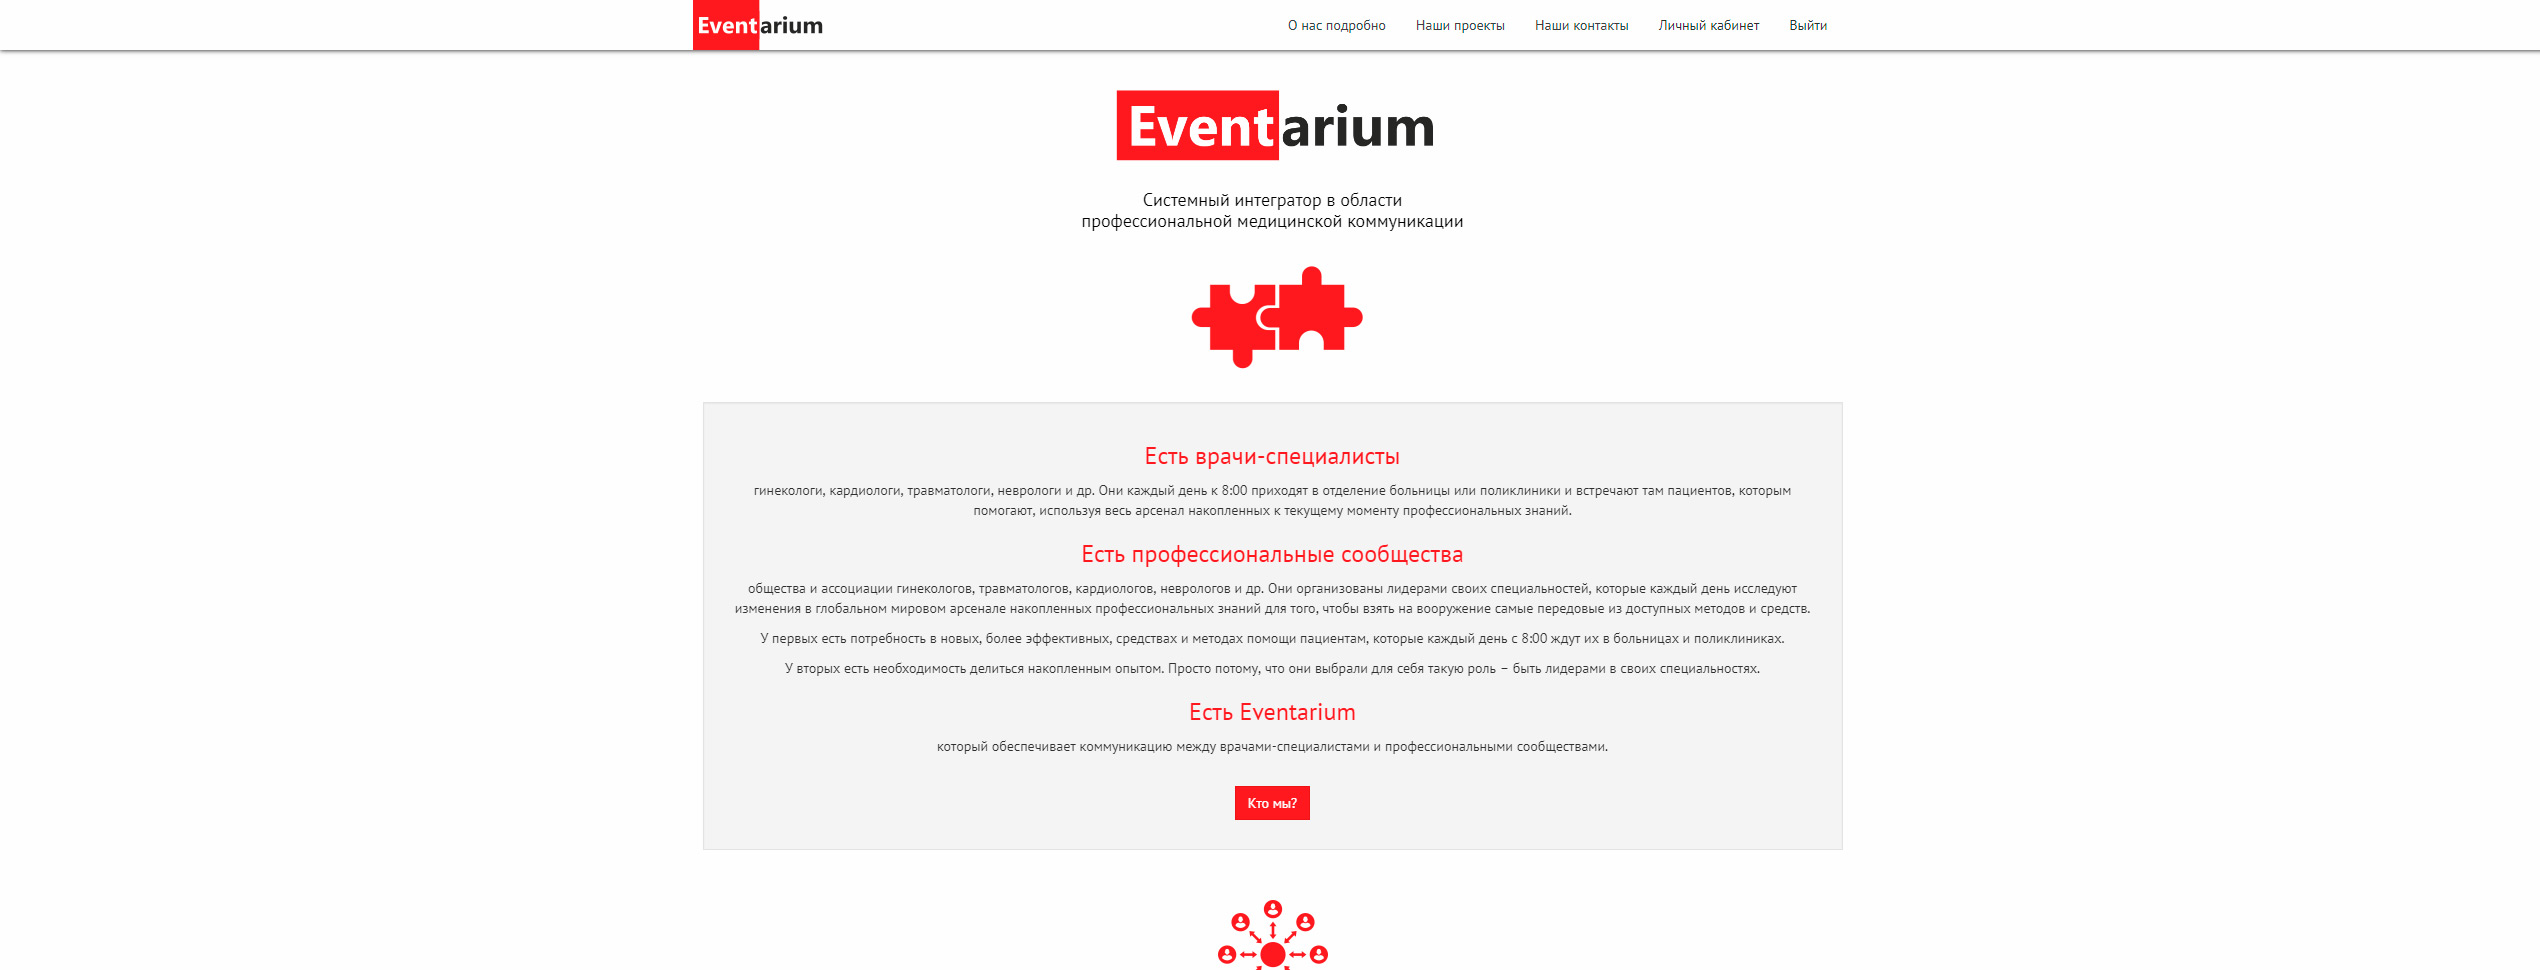 Eventarium
О нас подробно
Наши проекты
Наши контакты
Личный кабинет
Выйти
Eventarium
Системный интегратор в области
профессиональной медицинской коммуникации
Есть врачи-специалисты
гинекологи, кардиологи, травматологи, неврологи и др. Они каждый день к 8:00 приходят в отделение больницы или поликлиники и встречают там пациентов, которым
помогают, используя весь арсенал накопленных к текущему моменту профессиональных знаний.
Есть профессиональные сообщества
общества и ассоциации гинекологов, травматологов, кардиологов, неврологов и др. Они организованы лидерами своих специальностей, которые каждый день исследуют
изменения в глобальном мировом арсенале накопленных профессиональных знаний для того, чтобы взять на вооружение самые передовые из доступных методов и средств.
У первых есть потребность в новых, более эффективных, средствах и методах помощи пациентам, которые каждый день с 8:00 ждут их в больницах и поликлиниках.
У вторых есть необходимость делиться накопленным опытом. Просто потому, что они выбрали для себя такую роль – быть лидерами в своих специальностях.
Есть Eventarium
который обеспечивает коммуникацию между врачами-специалистами и профессиональными сообществами.
Кто мы?